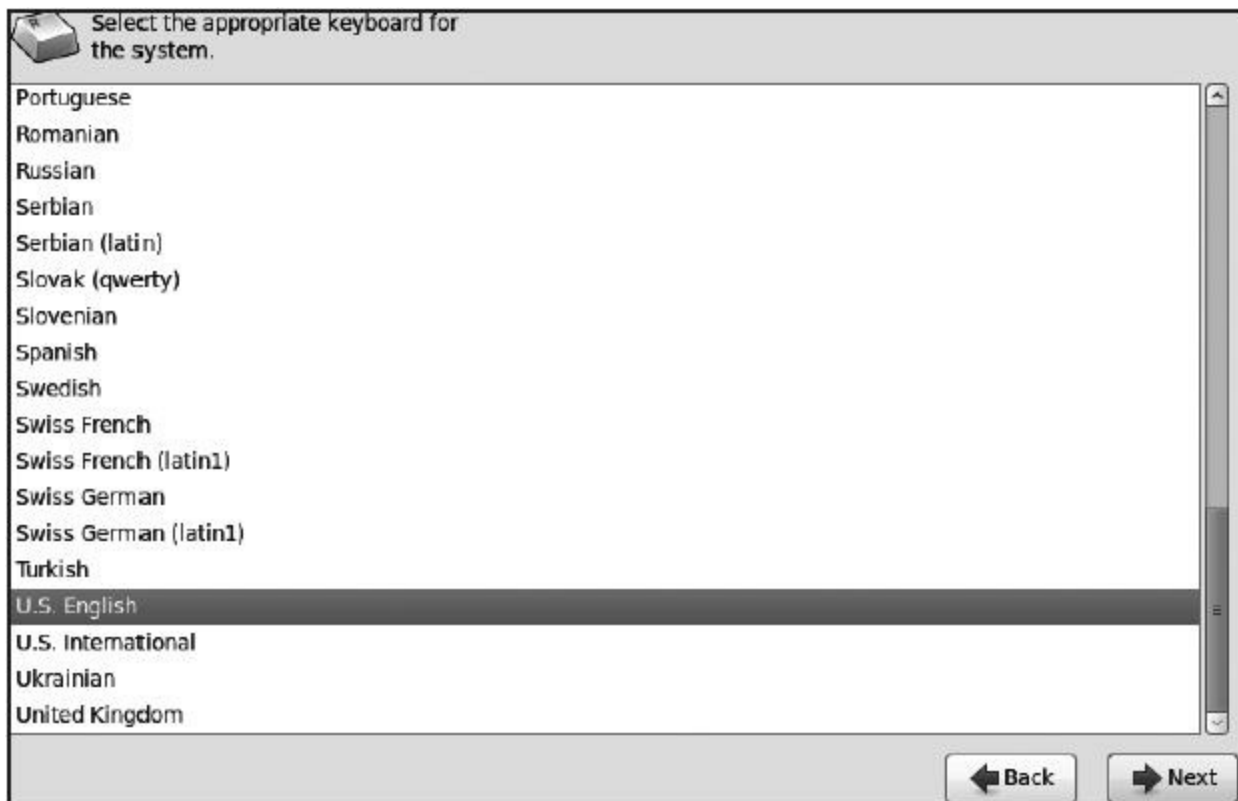 Select the appropriate keyboard for
the system.
Portuguese
Romanian
Russian
Serbian
Serbian (latin)
Slovak (qwerty)
Slovenian
Spanish
Swedish
Swiss French
Swiss French (latin1)
Swiss German
Swiss German (latin1)
Turkish
U.S. English
U.S. International
Ukrainian
United Kingdom
Back
Next